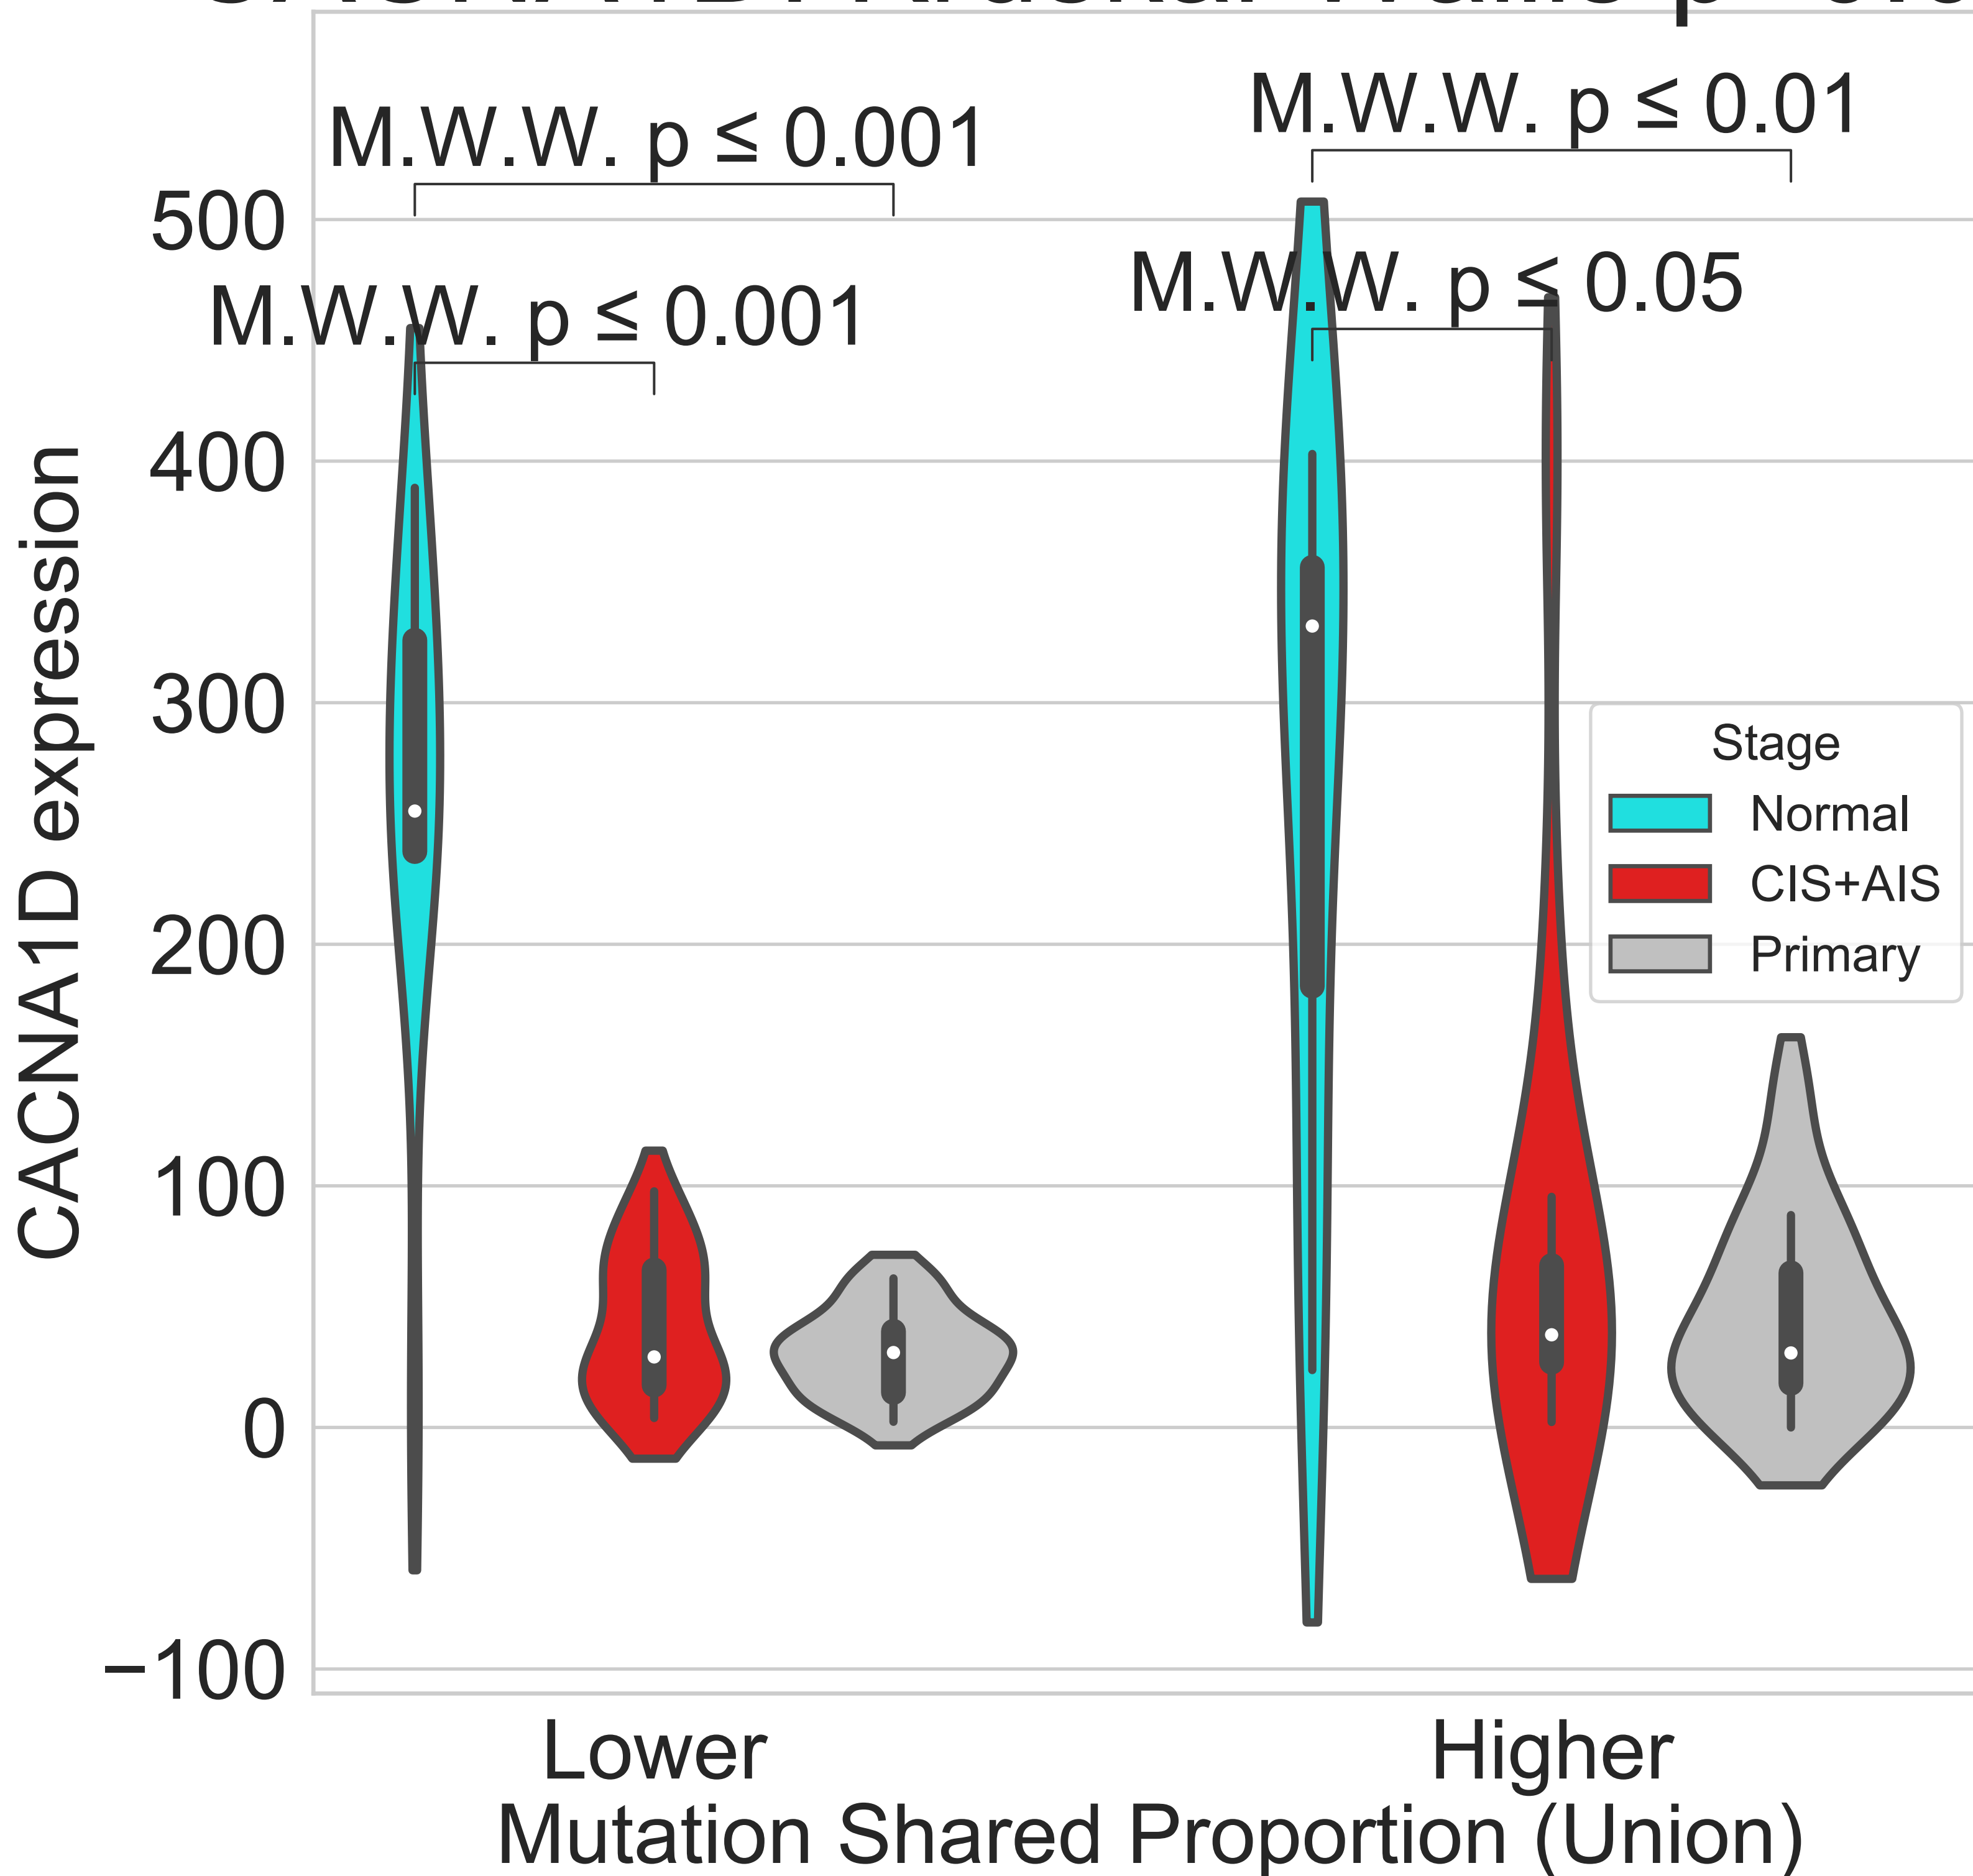 M.W.W. p ≤ 0.01
M.W.W. p ≤ 0.001
500
M.W.W. p ≤ 0.05
M.W.W. p ≤ 0.001
400
300
200
100
0
−100
CACNA1D expression
Stage
Normal
CIS+AIS
Primary
Lower
Higher
Mutation Shared Proportion (Union)